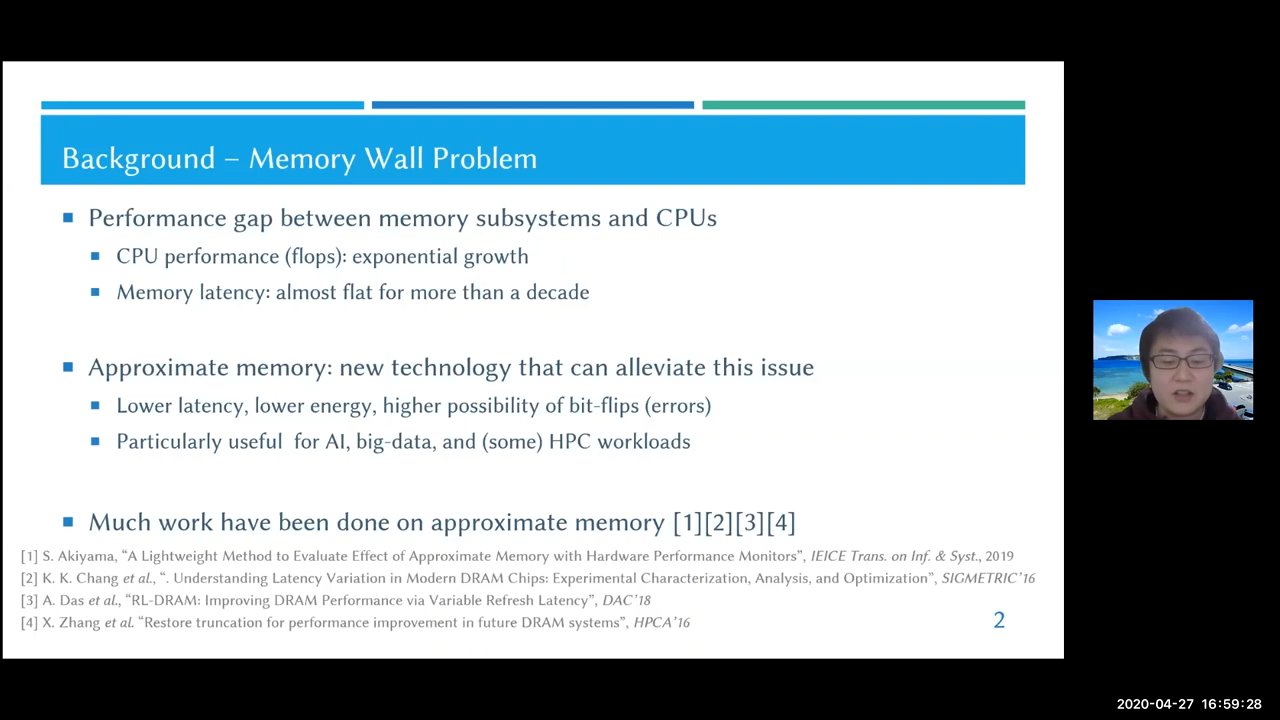 Background – Memory Wall Problem
Performance gap between memory subsystems and CPUs
CPU performance (flops): exponential growth
Memory latency: almost flat for more than a decade
Approximate memory: new technology that can alleviate this issue
Lower latency, lower energy, higher possibility of bit-flips (errors)
Particularly useful for AI, big-data, and (some) HPC workloads
Much work have been done on approximate memory [1][2][3][4]
[1] S. Akiyama, “A Lightweight Method to Evaluate Effect of Approximate Memory with Hardware Performance Monitors”, IEICE Trans. on Inf. & Syst., 2019
[2] K. K. Chang et al., “. Understanding Latency Variation in Modern DRAM Chips: Experimental Characterization, Analysis, and Optimization”, SIGMETRIC’16
[3] A. Das et al., “RL-DRAM: Improving DRAM Performance via Variable Refresh Latency”, DAC’18
[4] X. Zhang et al. “Restore truncation for performance improvement in future DRAM systems”, HPCA’16
2
2020-04-27 16:59:28